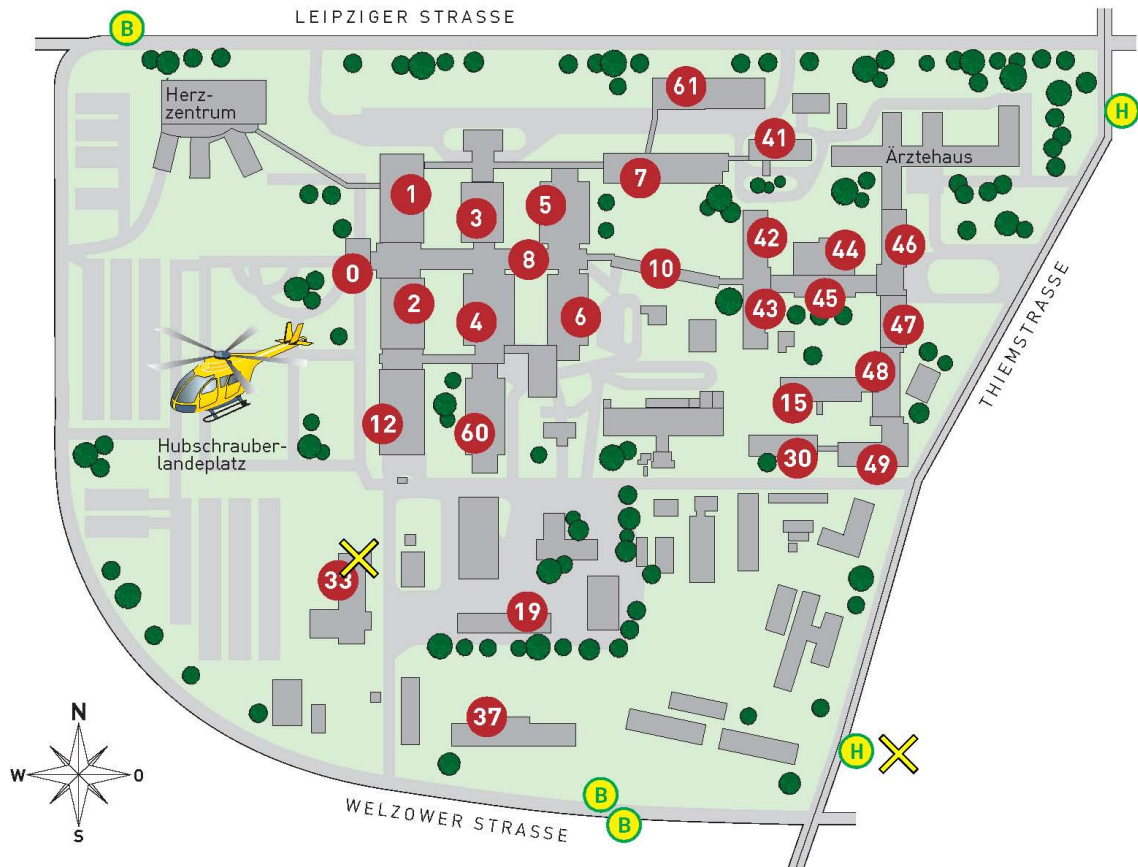 LEIPZIGER STRASSE
B
H
Herz-
zentrum
61
41
Ärztehaus
7
1
3
5
42
44
46
0
8
10
2
4
6
43
45
47
48
15
12
60
30
49
Hubschrauber-
landeplatz
THIEMSTRASSE
33
19
37
N
W
O
S
H
B
B
WELZOWER STRASSE